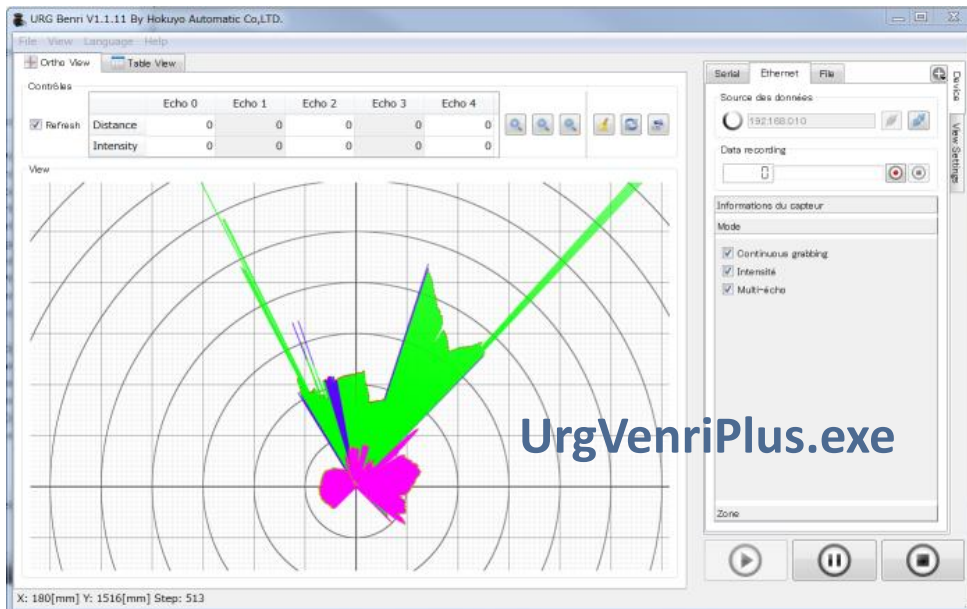 URG Benri V1.1.11 By Hokuyo Automatic Co,LTD.
File View Language Help
Ortho View Table View
Contrôles
Echo 0 Echo 1 Echo 2 Echo 3 Echo 4
Refresh Distance 0 0 0 0 0
Intensity 0 0 0 0 0
View
UrgVenriPlus.exe
X: 180[mm] Y: 1516[mm] Step: 513
Serial Ethernet File
Source des données
192.168.0.10
Data recording
0
Informations du capteur
Mode
Continuous grabbing
Intensité
Multi-écho
Zone
Device
View Settings